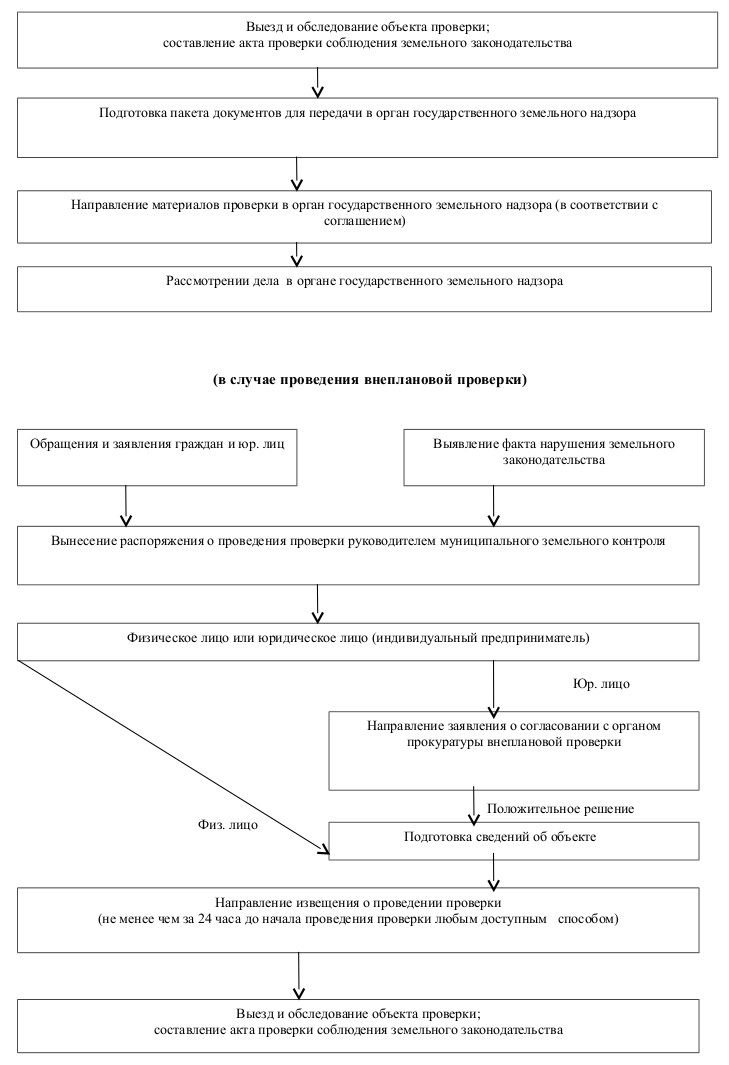 Выезд и обследование объекта проверки;
составление акта проверки соблюдения земельного законодательства
Подготовка пакета документов для передачи в орган государственного земельного надзора
Направление материалов проверки в орган государственного земельного надзора (в соответствии с
соглашением)
Рассмотрении дела в органе государственного земельного надзора
(в случае проведения внеплановой проверки)
Обращения и заявления граждан и юр. лиц
Выявление факта нарушения земельного
законодательства
Вынесение распоряжения о проведения проверки руководителем муниципального земельного контроля
Физическое лицо или юридическое лицо (индивидуальный предприниматель)
Юр. лицо
Направление заявления о согласовании с органом
прокуратуры внеплановой проверки
Положительное решение
Физ. лицо
Подготовка сведений об объекте
Направление извещения о проведении проверки
(не менее чем за 24 часа до начала проведения проверки любым доступным способом)
Выезд и обследование объекта проверки;
составление акта проверки соблюдения земельного законодательства